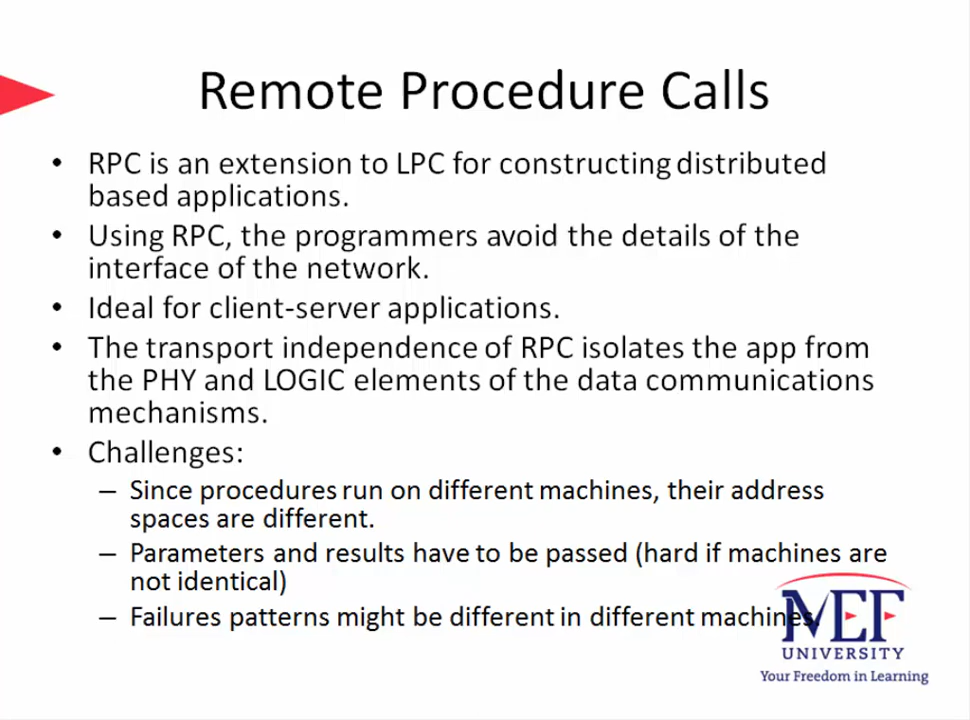 Remote Procedure Calls
• RPC is an extension to LPC for constructing distributed
based applications.
• Using RPC, the programmers avoid the details of the
interface of the network.
• Ideal for client-server applications.
• The transport independence of RPC isolates the app from
the PHY and LOGIC elements of the data communications
mechanisms.
• Challenges:
– Since procedures run on different machines, their address
spaces are different.
– Parameters and results have to be passed (hard if machines are
not identical)
– Failures patterns might be different in different machines.
MEF
UNIVERSITY
Your Freedom in Learning